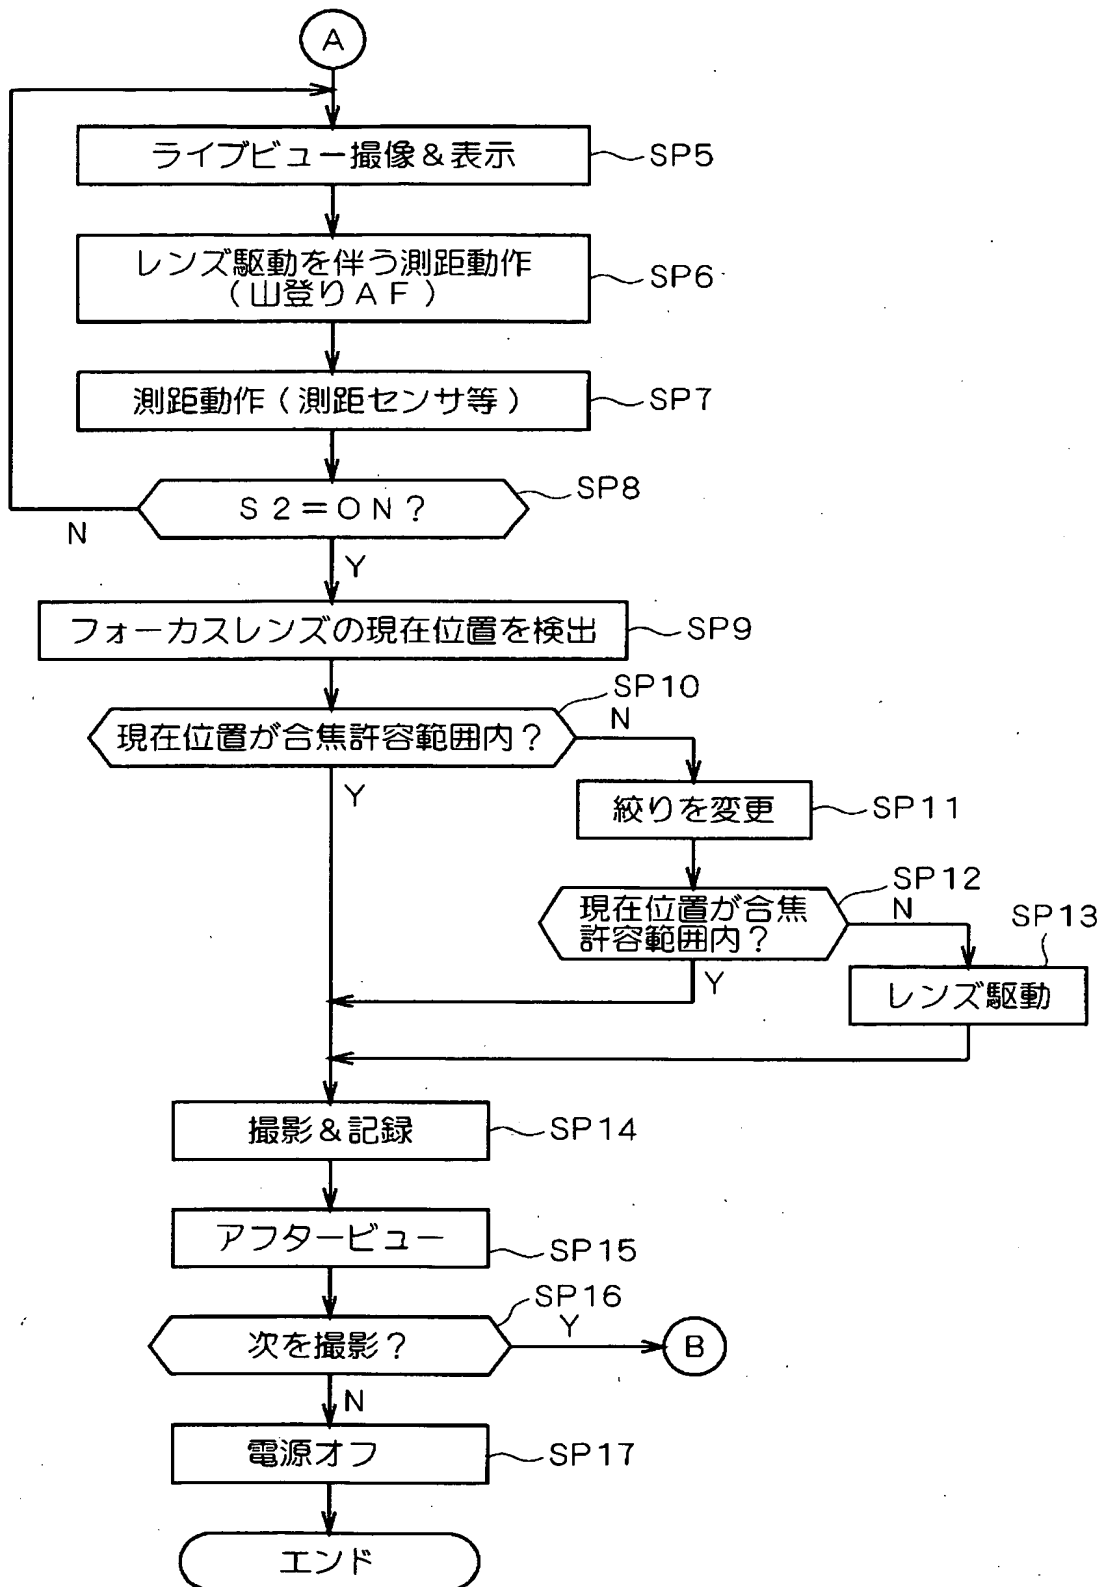 A
ライブビュー撮像&表示
SP5
レンズ駆動を伴う測距動作
(山登りAF)
SP6
測距動作(測距センサ等)
SP7
S2=ON?
SP8
N
Y
フォーカスレンズの現在位置を検出
SP9
現在位置が合焦許容範囲内?
SP10
N
Y
絞りを変更
SP11
現在位置が合焦
許容範囲内?
SP12
N
Y
レンズ駆動
SP13
撮影&記録
SP14
アフタービュー
SP15
次を撮影?
SP16
Y
B
N
電源オフ
SP17
エンド